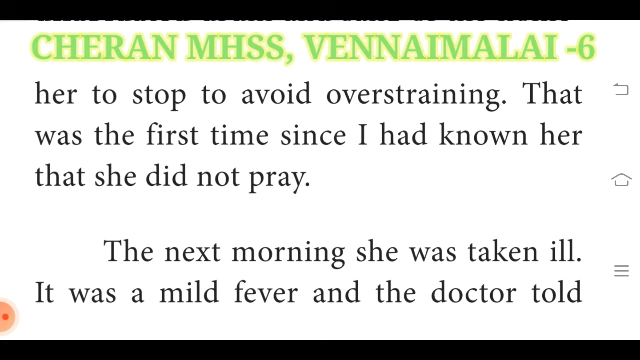 CHERAN MHSS, VENNAIMALAI -6
her to stop to avoid overstraining. That
was the first time since I had known her
that she did not pray.
The next morning she was taken ill.
It was a mild fever and the doctor told